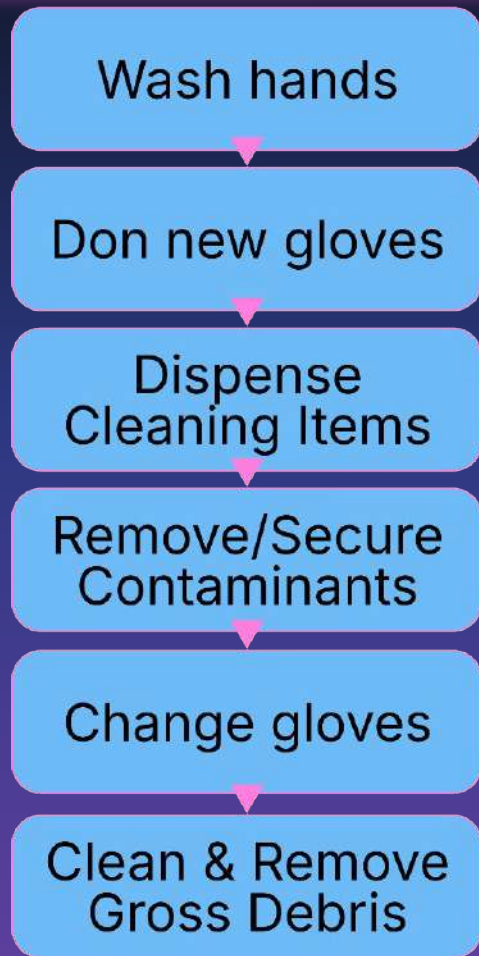 Wash hands
Don new gloves
Dispense
Cleaning Items
Remove/Secure
Contaminants
Change gloves
Clean & Remove
Gross Debris